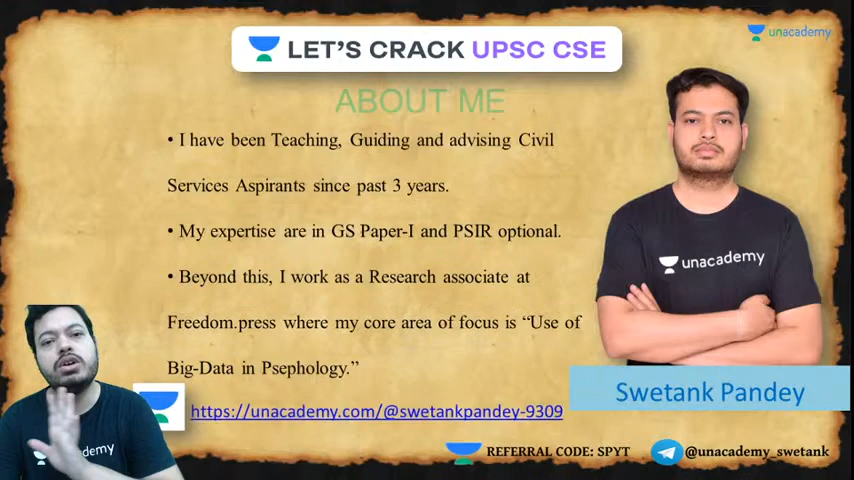 LET'S CRACK UPSC CSE
unacademy
ABOUT ME
• I have been Teaching, Guiding and advising Civil
Services Aspirants since past 3 years.
• My expertise are in GS Paper-I and PSIR optional.
• Beyond this, I work as a Research associate at
Freedom.press where my core area of focus is “Use of
Big-Data in Psephology.”
https://unacademy.com/@swetankpandey-9309
unacademy
Swetank Pandey
unacademy
REFERRAL CODE: SPYT
@unacademy_swetank